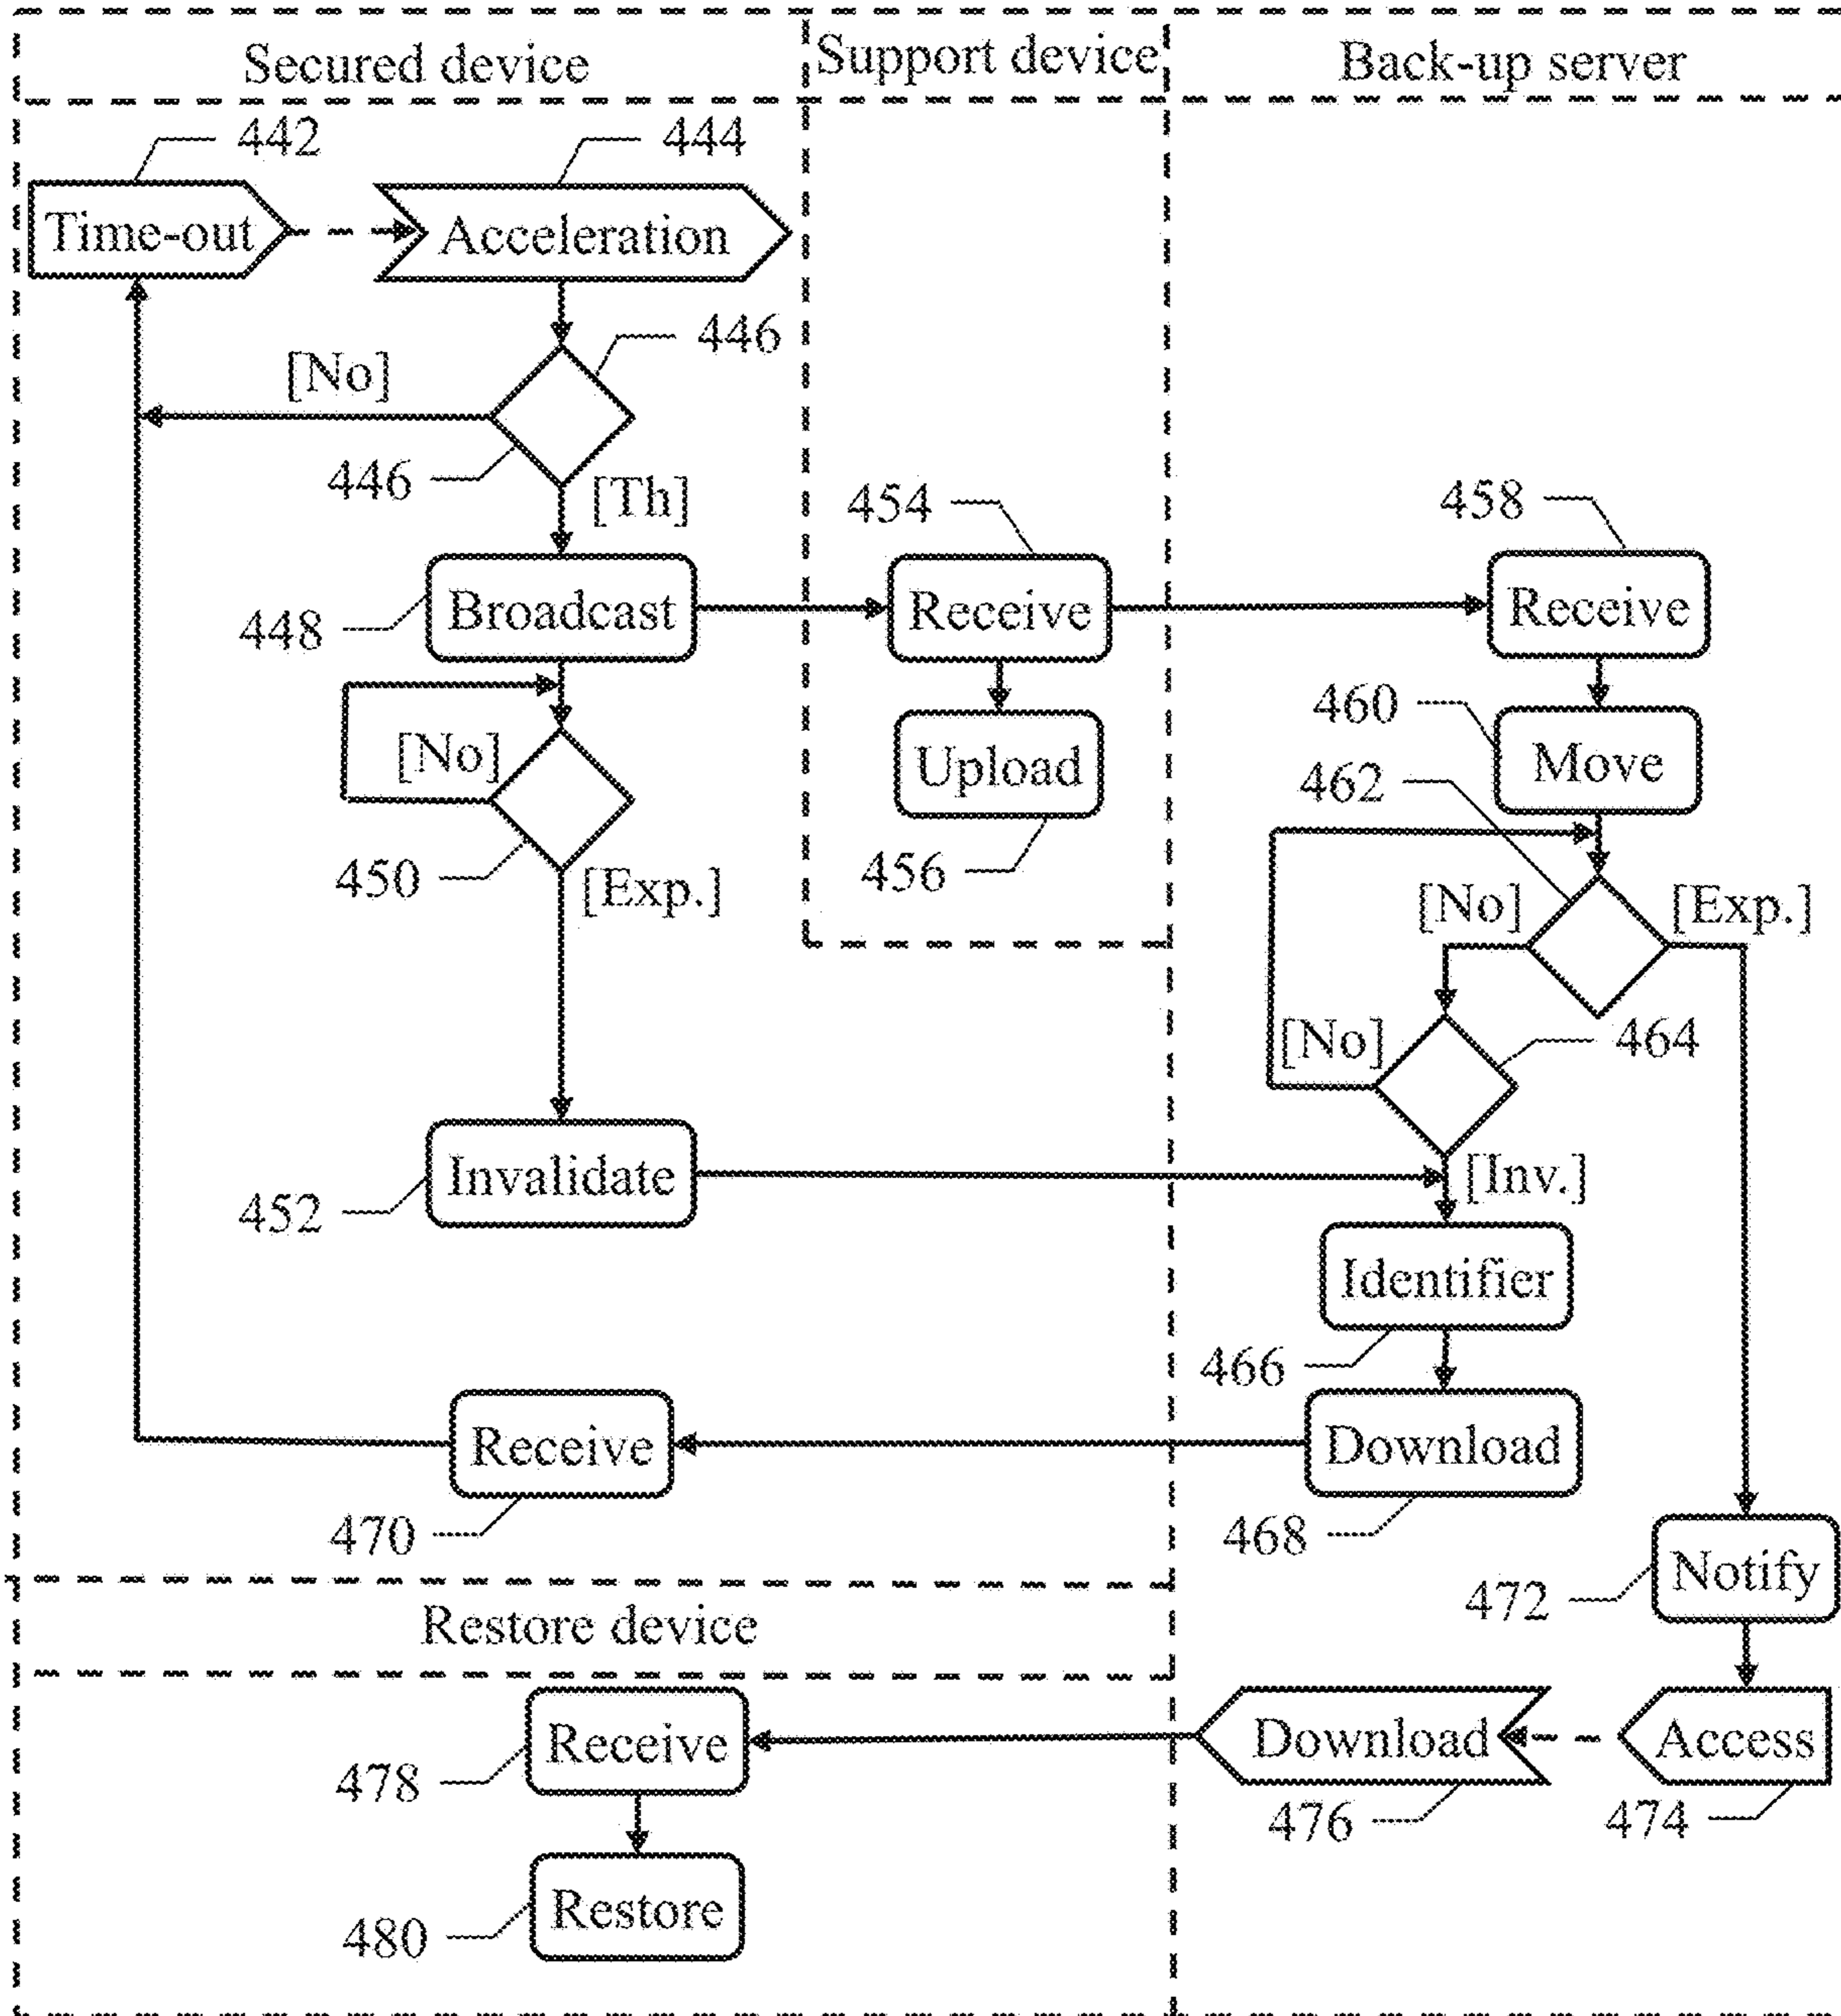 Secured device
Support device
Back-up server
442
444
Time-out
Acceleration
446
[No]
446
[Th]
454
458
Broadcast
Receive
Receive
448
460
[No]
Upload
Move
462
450
456
[Exp.]
[No]
[Exp.]
[No]
464
Invalidate
[Inv.]
452
Identifier
466
Receive
Download
470
468
Notify
472
Restore device
Receive
Download
Access
478
476
474
Restore
480